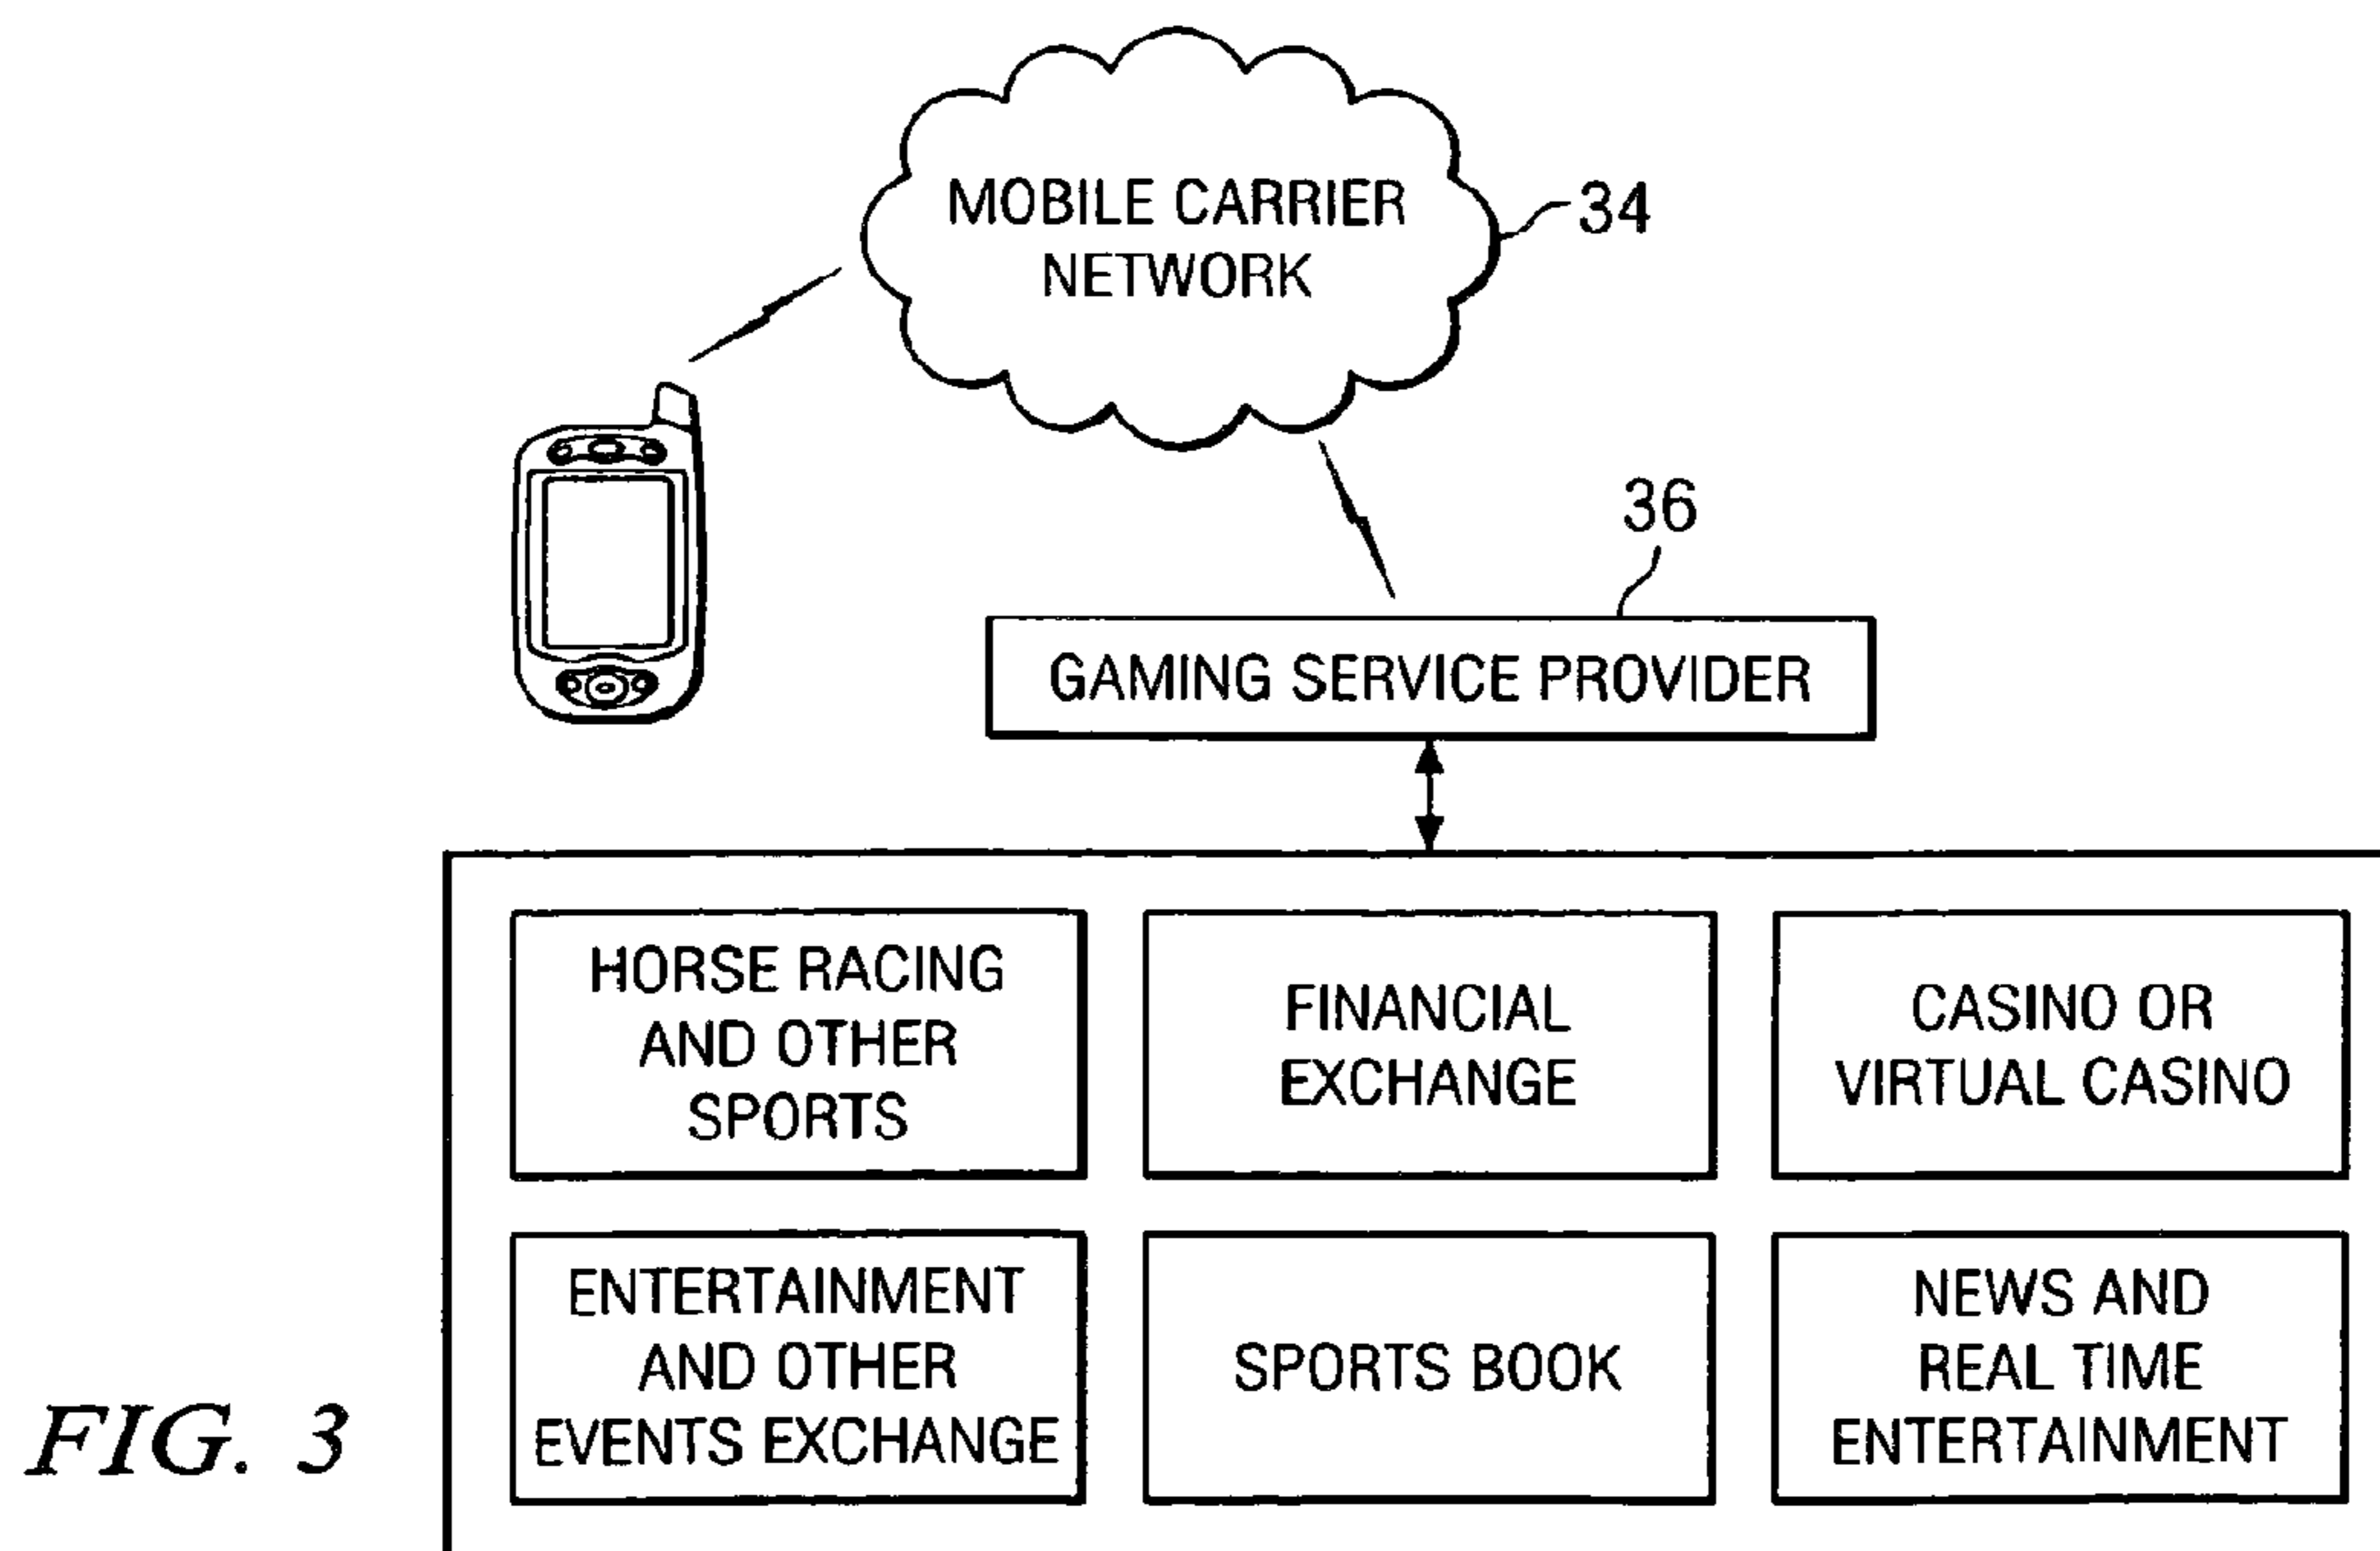 MOBILE CARRIER
NETWORK
34
36
GAMING SERVICE PROVIDER
HORSE RACING
AND OTHER
SPORTS
FINANCIAL
EXCHANGE
CASINO OR
VIRTUAL CASINO
ENTERTAINMENT
AND OTHER
EVENTS EXCHANGE
SPORTS BOOK
NEWS AND
REAL TIME
ENTERTAINMENT
FIG. 3